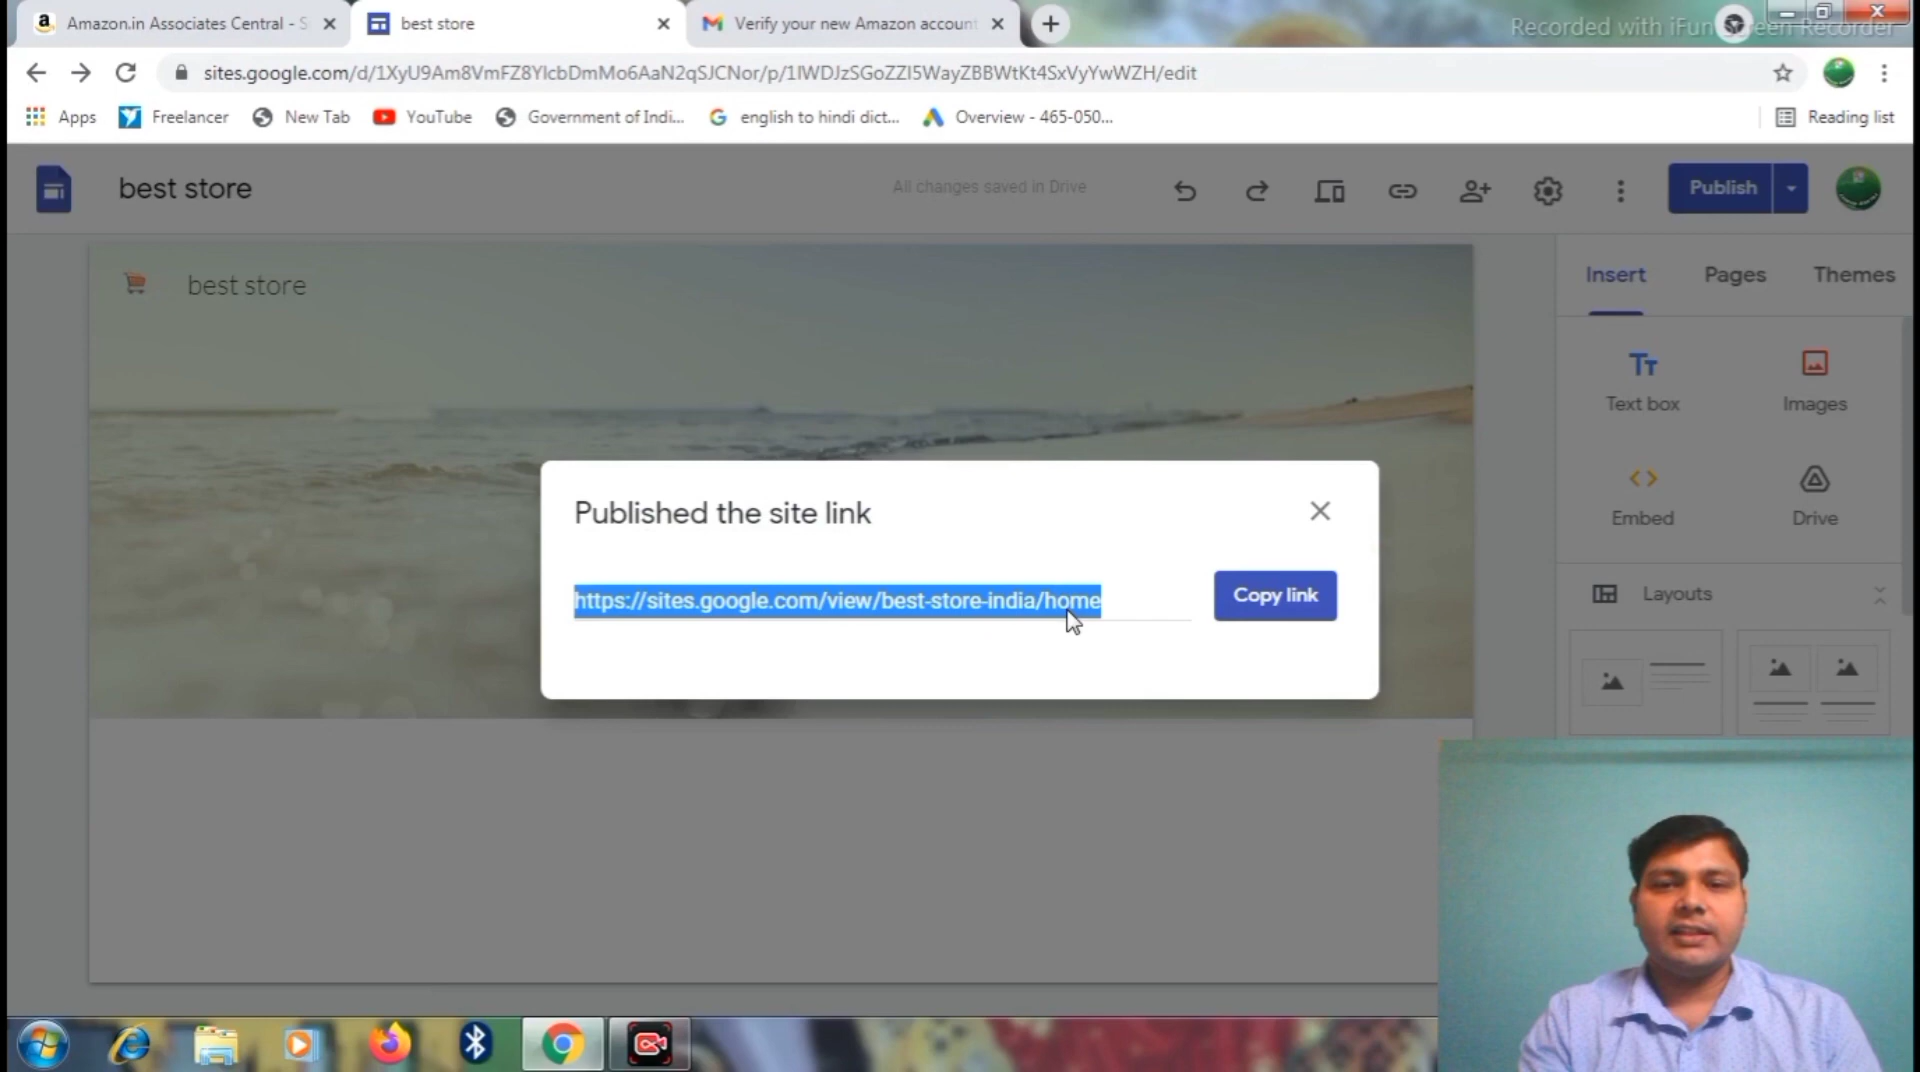 Amazon.in Associates Central - S
best store
Verify your new Amazon account
Recorded with iFun Screen Recorder
sites.google.com/d/1XyU9Am8VmFZ8YlcbDmMo6AaN2qSJCNor/p/1IWDJzSGoZZI5WayZBBWtKt4SxVyYwWZH/edit
Apps
Freelancer
New Tab
YouTube
Government of Indi...
english to hindi dict...
Overview - 465-050...
Reading list
best store
All changes saved in Drive
Publish
best store
Insert
Pages
Themes
Text box
Images
Embed
Drive
Layouts
Published the site link
https://sites.google.com/view/best-store-india/home
Copy link